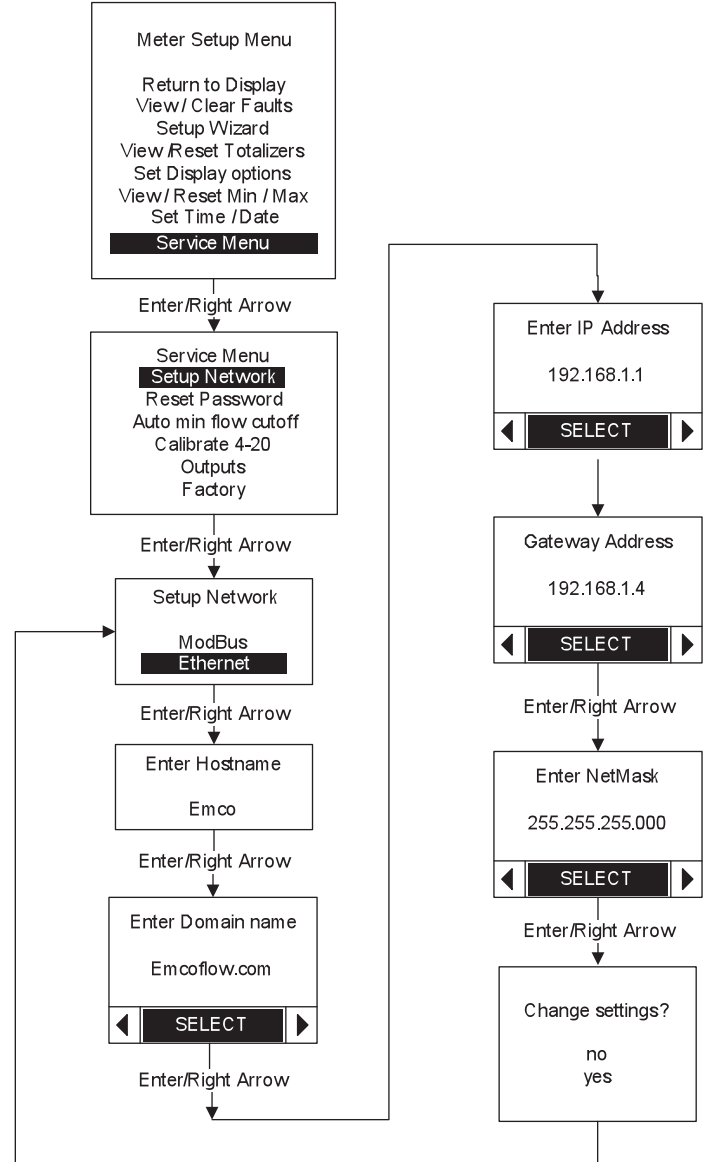 Meter Setup Menu
Return to Display
View / Clear Faults
Setup Wizard
View /Reset Totalizers
Set Display options
View / Reset Min / Max
Set Time / Date
Service Menu
Enter/Right Arrow
Service Menu
Setup Network
Reset Password
Auto min flow cutoff
Calibrate 4-20
Outputs
Factory
Enter/Right Arrow
Setup Network
ModBus
Ethernet
Enter/Right Arrow
Enter Hostname
Emco
Enter/Right Arrow
Enter Domain name
Emcoflow.com
SELECT
Enter/Right Arrow
Enter IP Address
192.168.1.1
SELECT
Gateway Address
192.168.1.4
SELECT
Enter/Right Arrow
Enter NetMask
255.255.255.000
SELECT
Enter/Right Arrow
Change settings?
no
yes